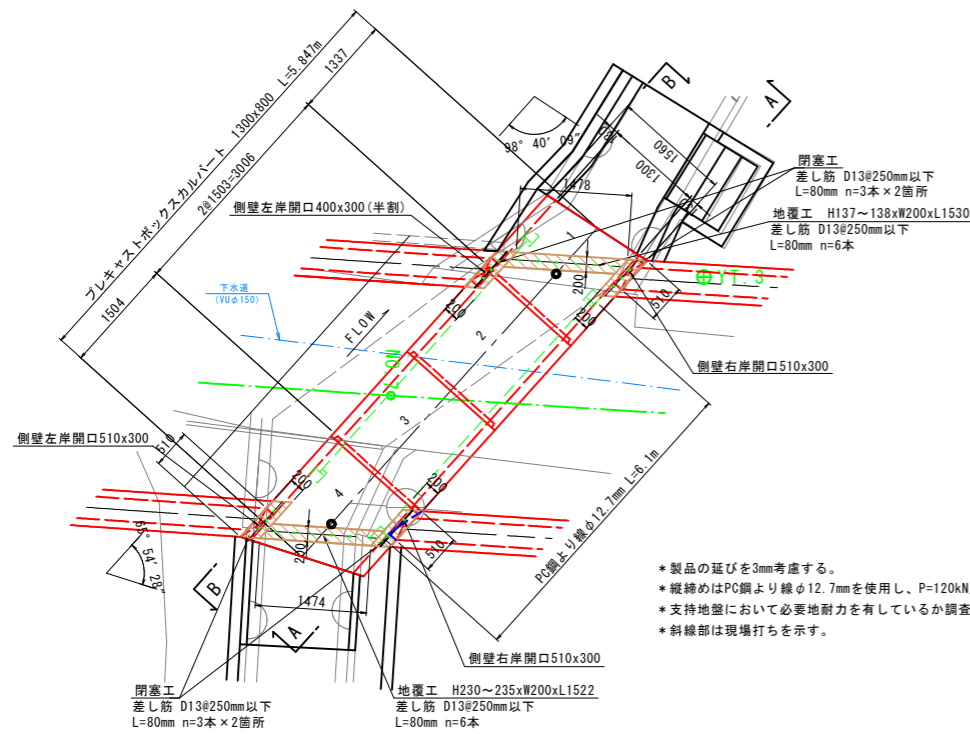 プレキャストボックスカルバート 1300x800 L=5.847m
2@1503=3006
1337
1504
98° 40′ 09″
180
1560
1300
B
A
閉塞工
差し筋 D13@250mm以下
L=80mm n=3本×2箇所
地覆工 H137～138xW200xL1530
差し筋 D13@250mm以下
L=80mm n=6本
側壁左岸開口400x300(半割)
1478
YT.3
下水道
(VUφ150)
FLOW
200
200
200
510
1
2
3
4
NO.7
側壁右岸開口510x300
側壁左岸開口510x300
510
200
200
200
510
65° 54′ 28″
PC鋼より線φ12.7mm L=6.1m
B
A
1474
*製品の延びを3mm考慮する。
*縦締めはPC鋼より線φ12.7mmを使用し、P=120kN
*支持地盤において必要地耐力を有しているか調査
*斜線部は現場打ちを示す。
側壁右岸開口510x300
閉塞工
差し筋 D13@250mm以下
L=80mm n=3本×2箇所
地覆工 H230～235xW200xL1522
差し筋 D13@250mm以下
L=80mm n=6本